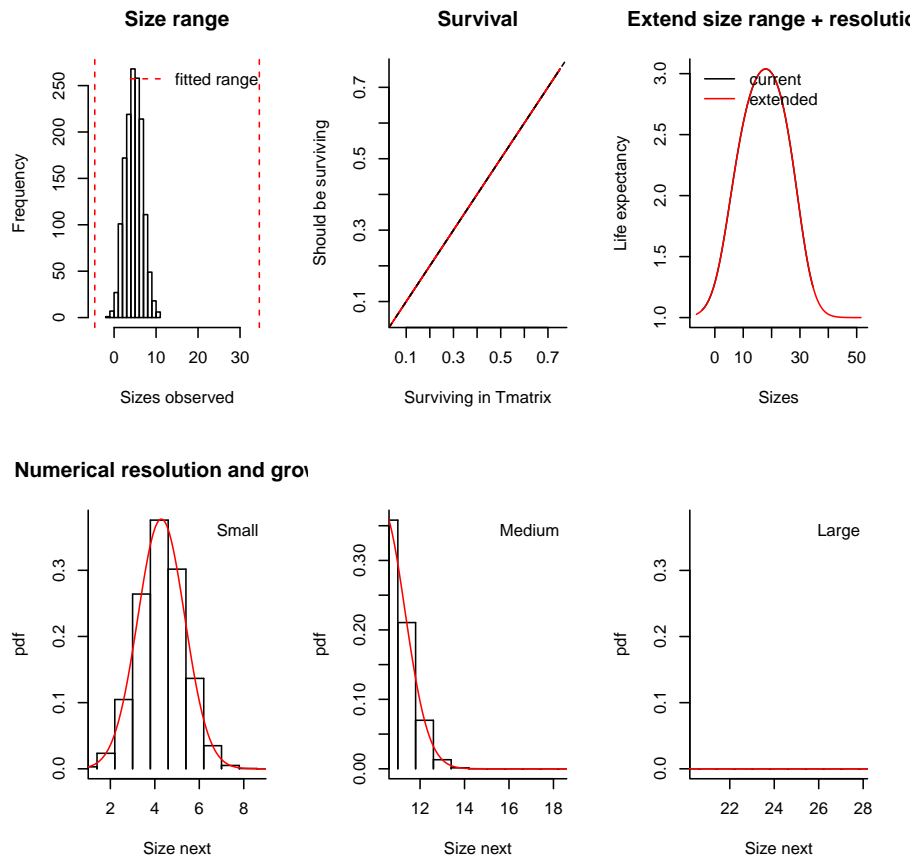 Size range
Survival
Extend size range + resolutio
fitted range
current
extended
Frequency
0 50 100 150 200 250
0 10 20 30
Sizes observed
Should be surviving
0.1 0.3 0.5 0.7
0.1 0.3 0.5 0.7
Surviving in Tmatrix
Life expectancy
1.0 1.5 2.0 2.5 3.0
0 10 30 50
Sizes
Numerical resolution and grow
Small
Medium
Large
pdf
0.0 0.1 0.2 0.3
2 4 6 8
Size next
pdf
0.00 0.10 0.20 0.30
12 14 16 18
Size next
pdf
0.0 0.1 0.2 0.3
22 24 26 28
Size next